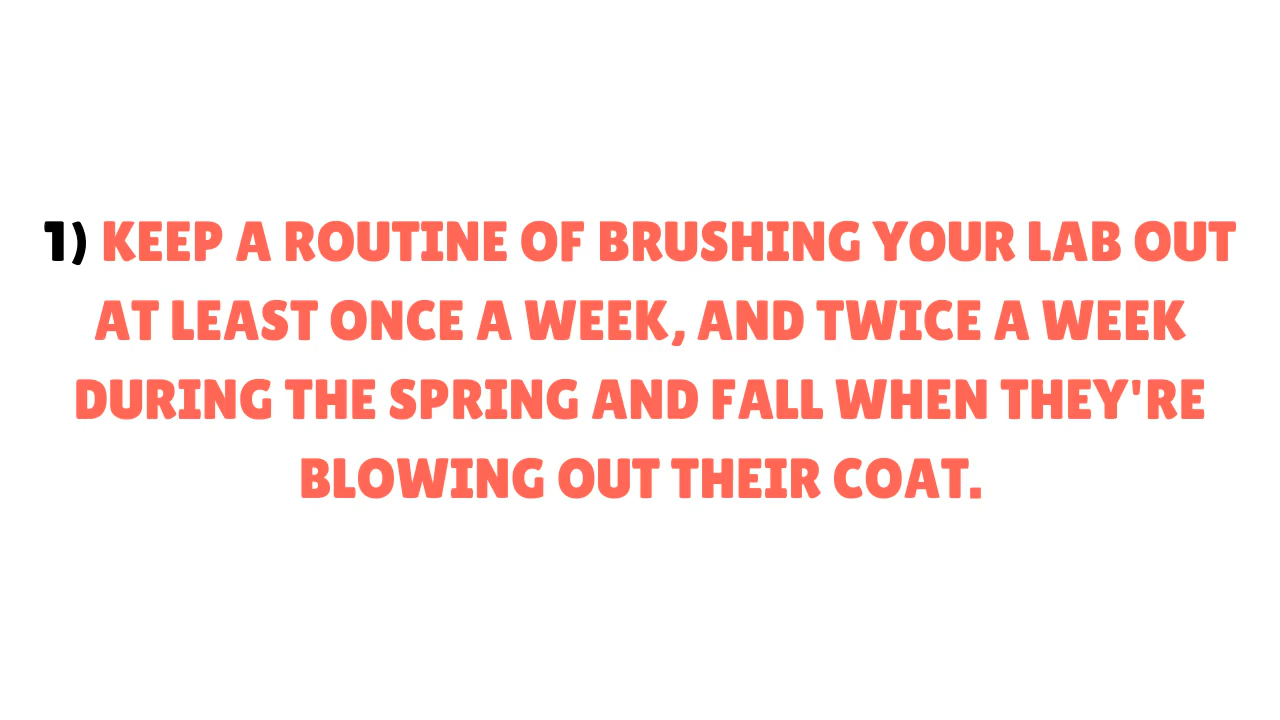 1) KEEP A ROUTINE OF BRUSHING YOUR LAB OUT
AT LEAST ONCE A WEEK, AND TWICE A WEEK
DURING THE SPRING AND FALL WHEN THEY'RE
BLOWING OUT THEIR COAT.